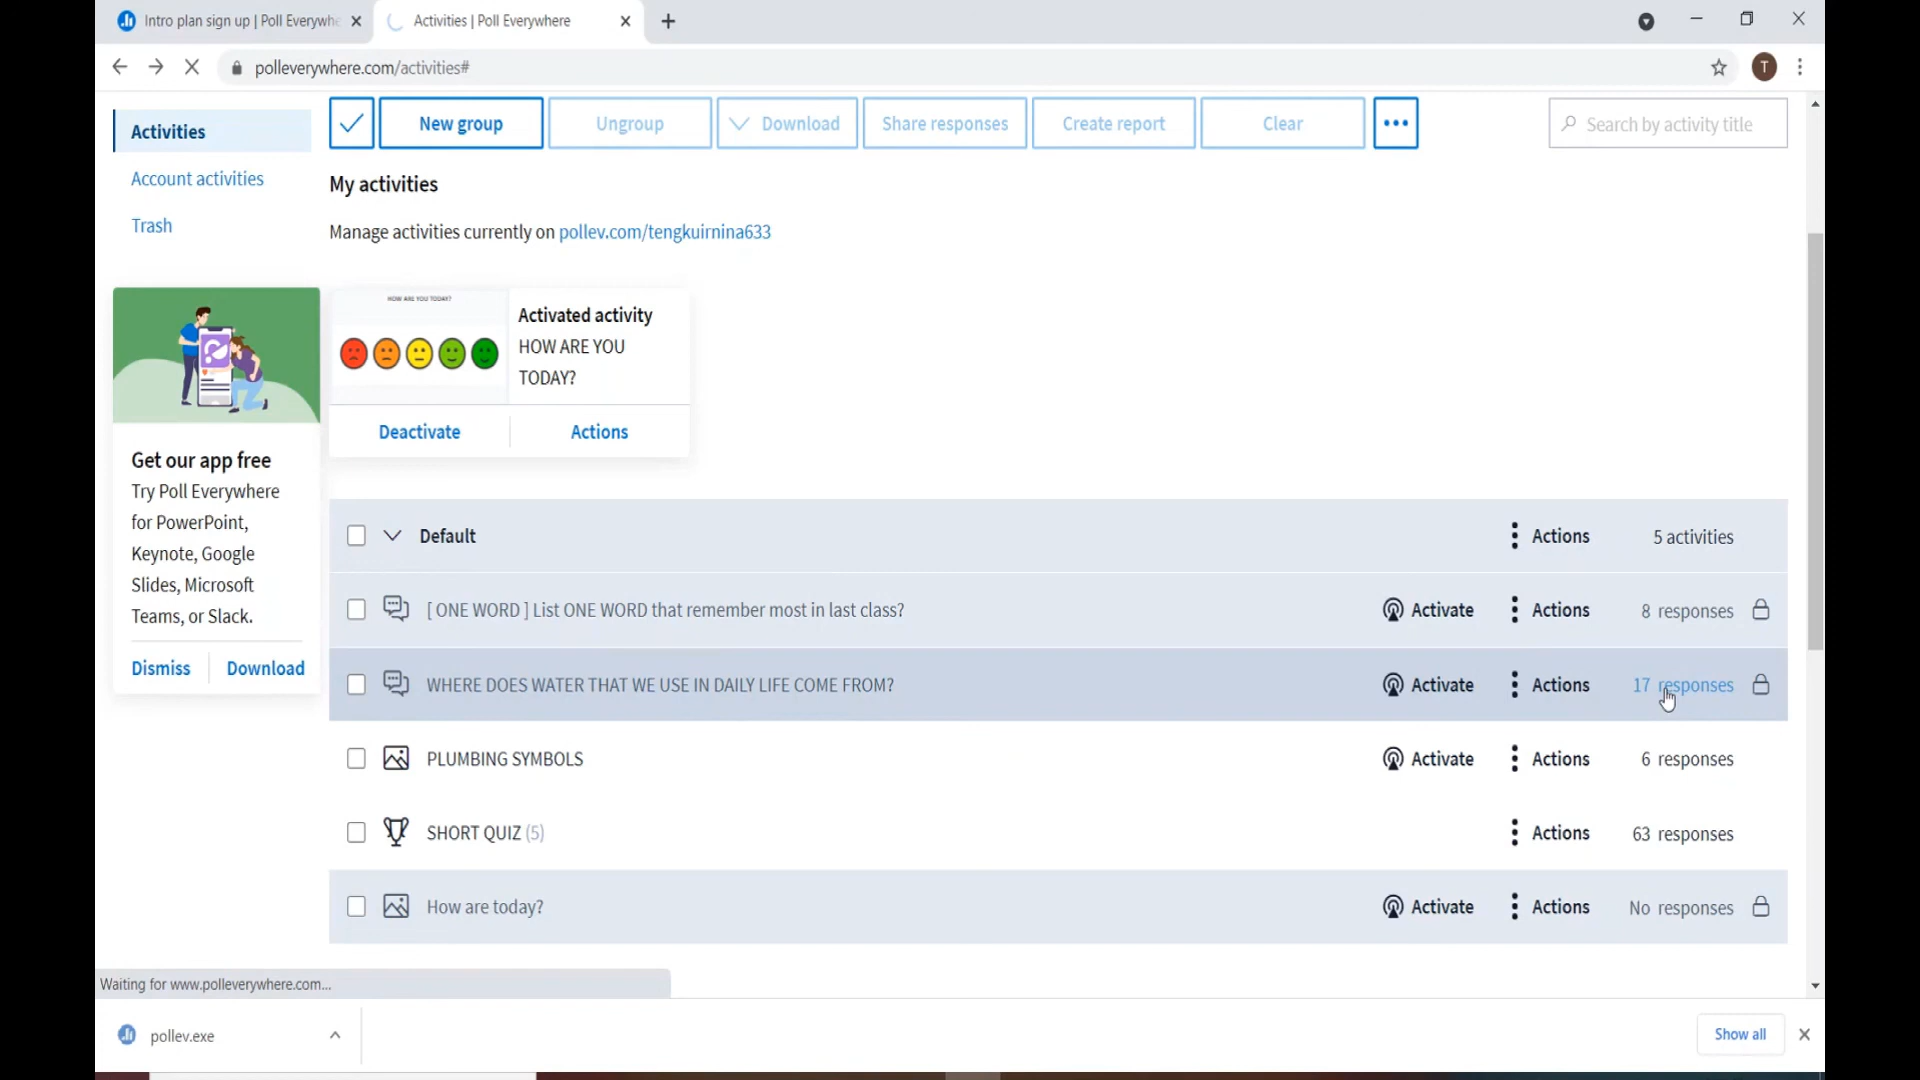 Intro plan sign up | Poll Everywhe
Activities | Poll Everywhere
polleverywhere.com/activities#
T
Activities
Account activities
Trash
New group
Ungroup
Download
Share responses
Create report
Clear
Search by activity title
My activities
Manage activities currently on pollev.com/tengkuirnina633
HOW ARE YOU TODAY?
Activated activity
HOW ARE YOU
TODAY?
Deactivate
Actions
Get our app free
Try Poll Everywhere
for PowerPoint,
Keynote, Google
Slides, Microsoft
Teams, or Slack.
Dismiss
Download
Default
Actions
5 activities
[ ONE WORD ] List ONE WORD that remember most in last class?
Activate
Actions
8 responses
WHERE DOES WATER THAT WE USE IN DAILY LIFE COME FROM?
Activate
Actions
17 responses
PLUMBING SYMBOLS
Activate
Actions
6 responses
SHORT QUIZ (5)
Actions
63 responses
How are today?
Activate
Actions
No responses
Waiting for www.polleverywhere.com...
pollev.exe
Show all